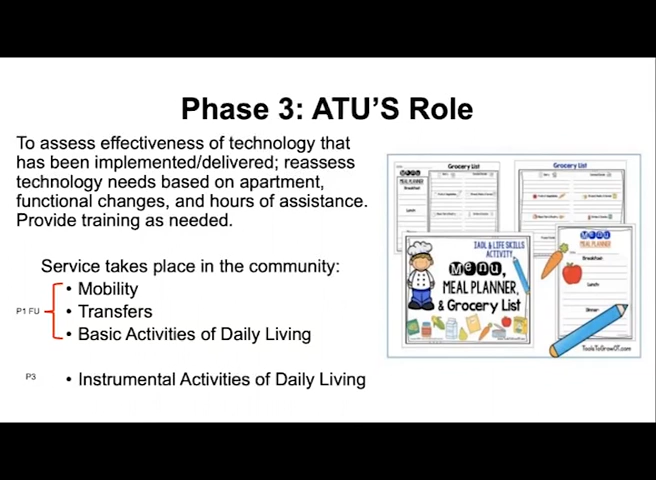 Phase 3: ATU'S Role
To assess effectiveness of technology that
has been implemented/delivered; reassess
technology needs based on apartment,
functional changes, and hours of assistance.
Provide training as needed.
Service takes place in the community:
• Mobility
P1 FU
• Transfers
• Basic Activities of Daily Living
P3
• Instrumental Activities of Daily Living
Grocery List
Grocery List
Menu
MEAL PLANNER
Breakfast:
Lunch:
Menu
MEAL PLANNER
Breakfast:
Lunch:
Dinner:
IADL & LIFE SKILLS
ACTIVITY
Menu,
MEAL PLANNER,
& Grocery List
ToolsToGrowOT.com